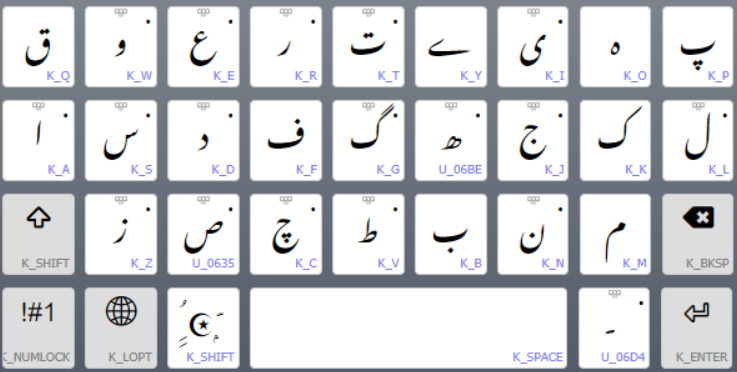 ق و ع ر ت ے ی ہ پ
K_Q K_W K_E K_R K_T K_Y K_I K_O K_P
ا س د ف گ ھ ج ک ل
K_A K_S K_D K_F K_G U_06BE K_J K_K K_L
ز ص چ ط ب ن م
K_SHIFT K_Z U_0635 K_C K_V K_B K_N K_M K_BKSP
!#1 ۔
K_NUMLOCK K_LOPT K_SHIFT K_SPACE U_06D4 K_ENTER